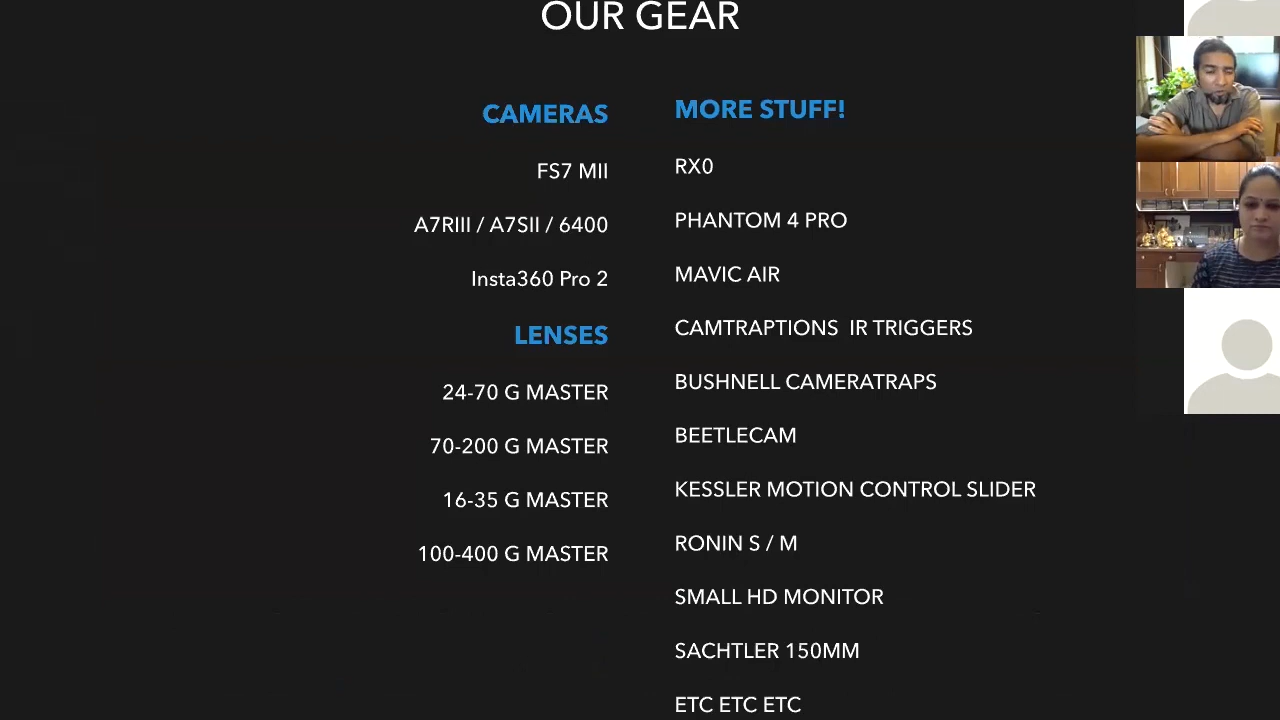 OUR GEAR
CAMERAS
FS7 MII
A7RIII / A7SII / 6400
Insta360 Pro 2
LENSES
24-70 G MASTER
70-200 G MASTER
16-35 G MASTER
100-400 G MASTER
MORE STUFF!
RX0
PHANTOM 4 PRO
MAVIC AIR
CAMTRAPTIONS IR TRIGGERS
BUSHNELL CAMERATRAPS
BEETLECAM
KESSLER MOTION CONTROL SLIDER
RONIN S / M
SMALL HD MONITOR
SACHTLER 150MM
ETC ETC ETC